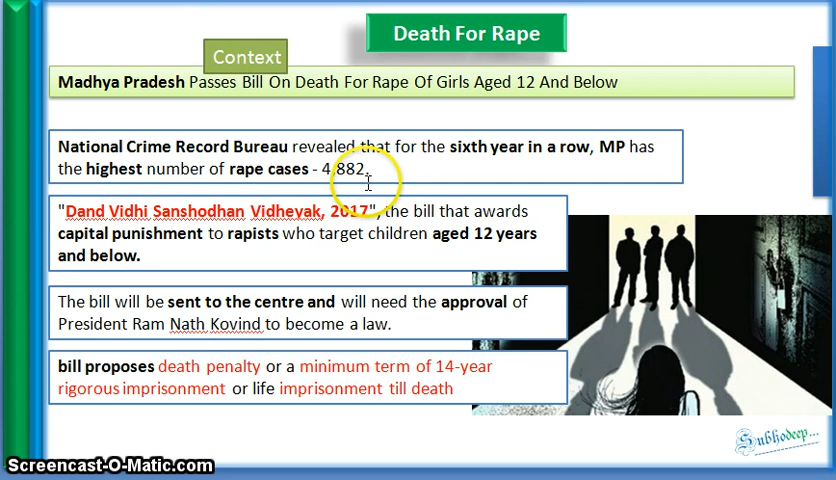 Death For Rape
Context
Madhya Pradesh Passes Bill On Death For Rape Of Girls Aged 12 And Below
National Crime Record Bureau revealed that for the sixth year in a row, MP has
the highest number of rape cases - 4,882.
"Dand Vidhi Sanshodhan Vidheyak, 2017", the bill that awards
capital punishment to rapists who target children aged 12 years
and below.
The bill will be sent to the centre and will need the approval of
President Ram Nath Kovind to become a law.
bill proposes death penalty or a minimum term of 14-year
rigorous imprisonment or life imprisonment till death
Subhodeep...
Screencast-O-Matic.com